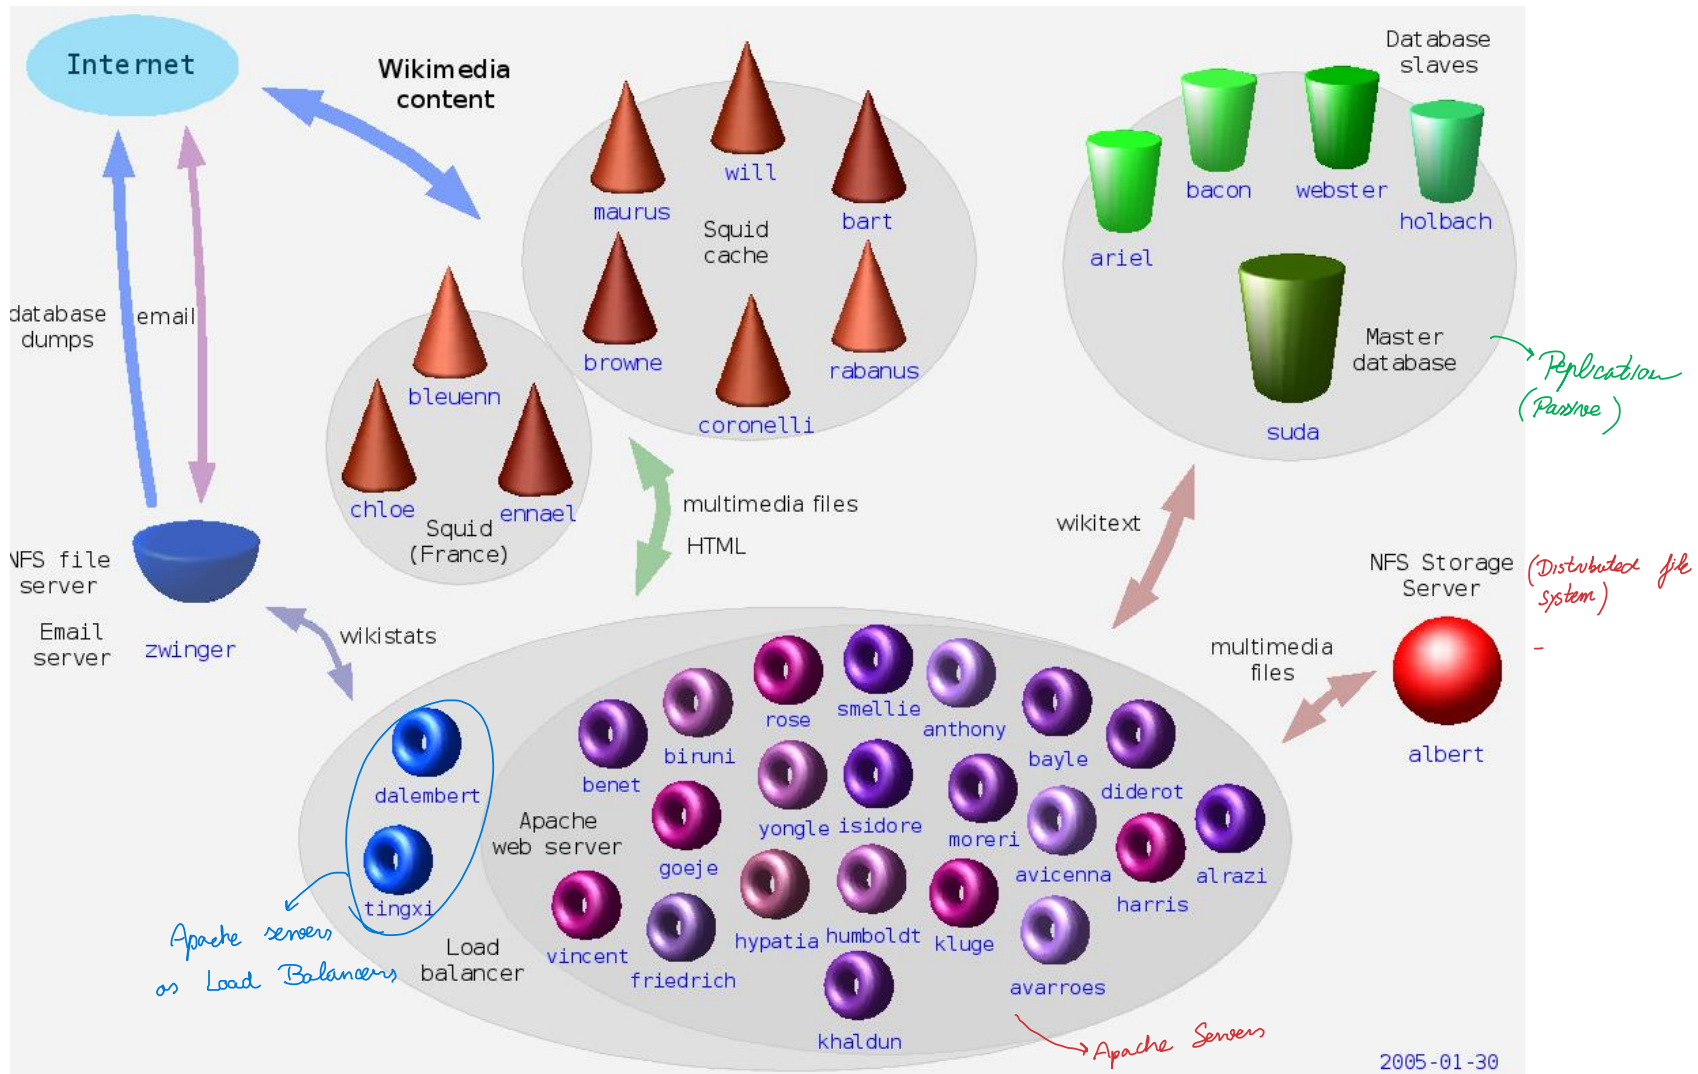 Internet
Wikimedia
content
Database
slaves
will
maurus
bart
Squid
cache
browne
rabanus
coronelli
bacon
webster
holbach
ariel
Master
database
suda
Replication
(Passive)
database
dumps
email
bleuenn
chloe
ennael
Squid
(France)
multimedia files
HTML
wikitext
NFS file
server
Email
server
zwinger
wikistats
NFS Storage
Server
(Distributed file
system)
-
multimedia
files
albert
dalembert
tingxi
Apache servers
as Load Balancers
Load
balancer
Apache
web server
rose
smellie
anthony
biruni
benet
bayle
diderot
yongle
isidore
moreri
goeje
avicenna
harris
alrazi
vincent
friedrich
hypatia
humboldt
kluge
avarroes
khaldun
Apache Servers
2005-01-30